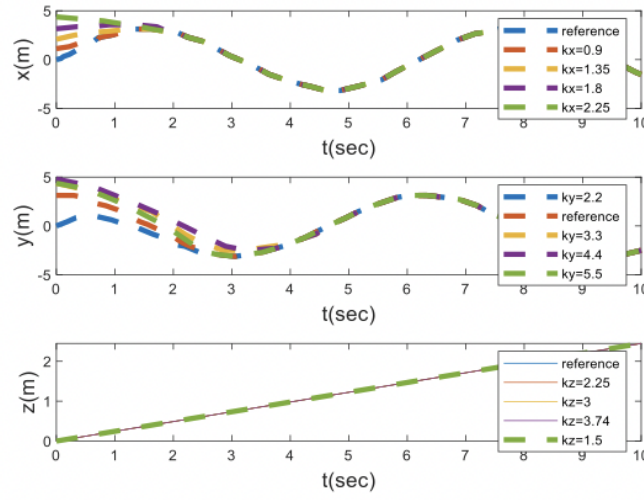 5
0
-5
x(m)
0 1 2 3 4 5 6 7 8 9 10
t(sec)
reference
kx=0.9
kx=1.35
kx=1.8
kx=2.25
5
0
-5
y(m)
0 1 2 3 4 5 6 7 8 9 10
t(sec)
ky=2.2
reference
ky=3.3
ky=4.4
ky=5.5
2
1
0
z(m)
0 1 2 3 4 5 6 7 8 9 10
t(sec)
reference
kz=2.25
kz=3
kz=3.74
kz=1.5